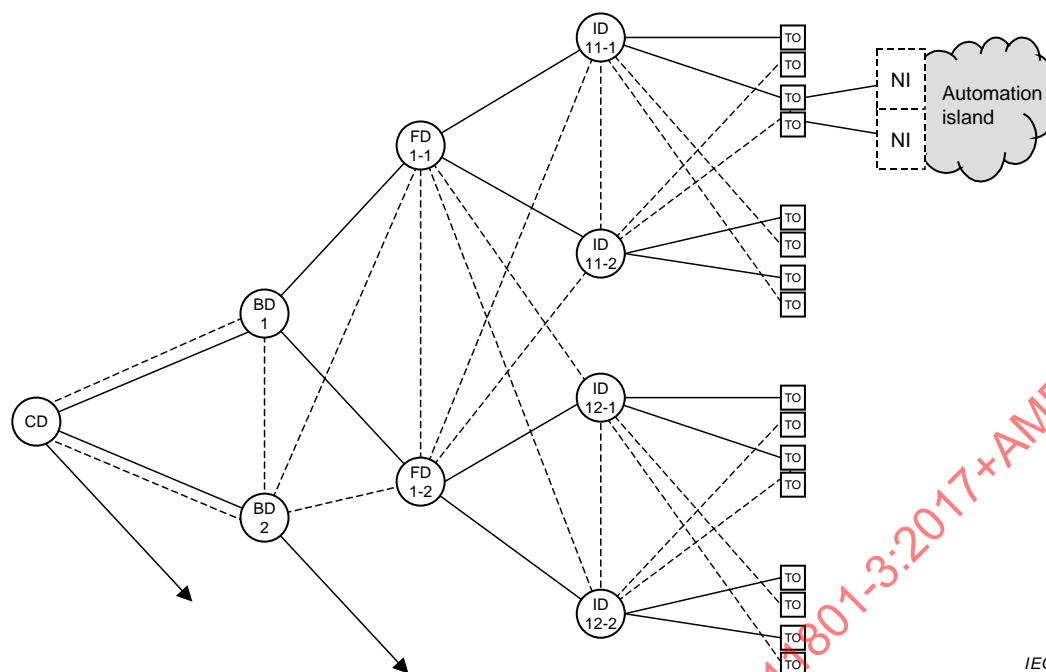 ID
11-1
TO
TO
TO
TO
NI
NI
Automation
island
FD
1-1
ID
11-2
TO
TO
TO
TO
BD
1
CD
ID
12-1
TO
TO
TO
TO
FD
1-2
BD
2
ID
12-2
TO
TO
TO
TO
11801-3:2017+AM
IEC